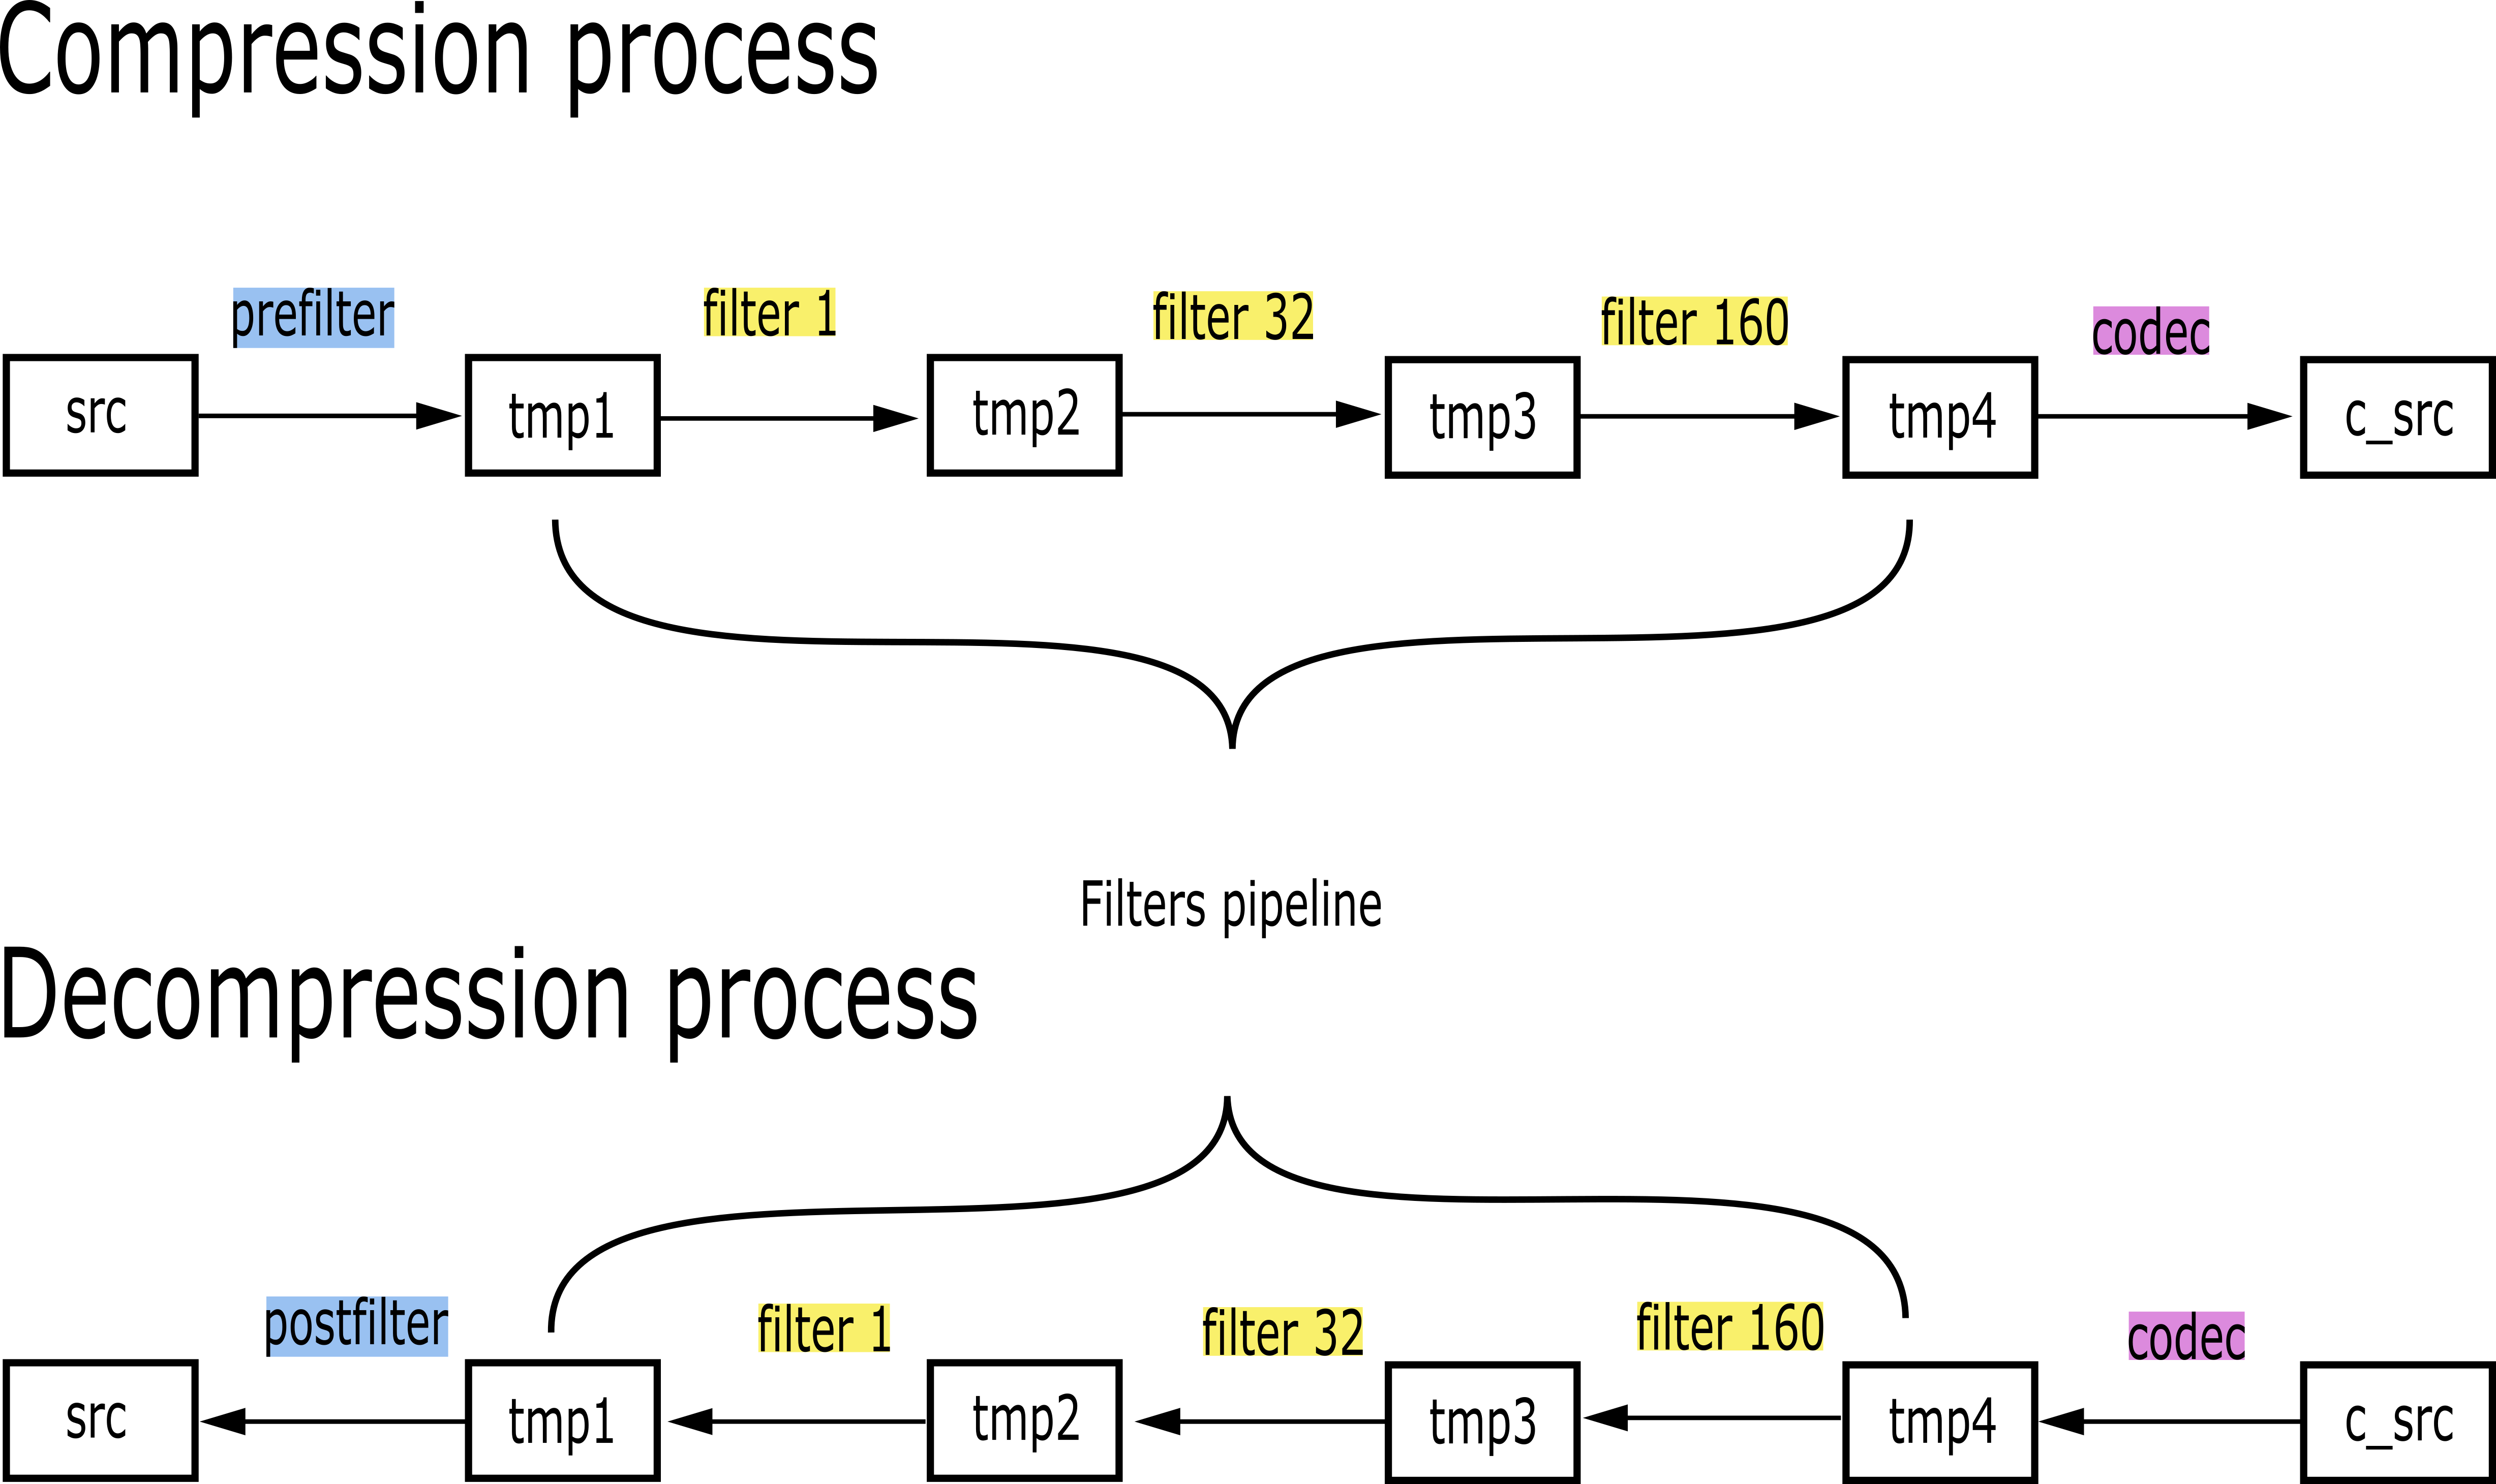 Compression process
prefilter
filter 1
filter 32
filter 160
codec
src
tmp1
tmp2
tmp3
tmp4
c_src
Filters pipeline
Decompression process
postfilter
filter 1
filter 32
filter 160
codec
src
tmp1
tmp2
tmp3
tmp4
c_src